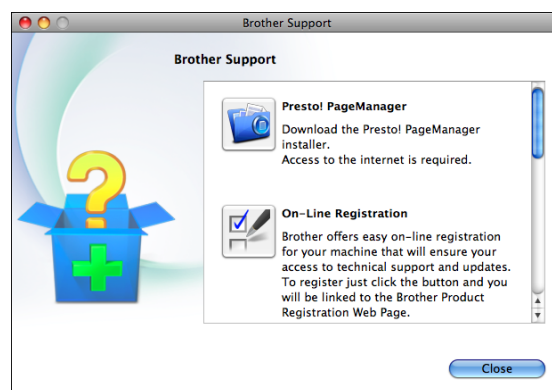 Brother Support
Brother Support
Presto! PageManager
Download the Presto! PageManager
installer.
Access to the internet is required.
On-Line Registration
Brother offers easy on-line registration
for your machine that will ensure your
access to technical support and updates.
To register just click the button and you
will be linked to the Brother Product
Registration Web Page.
Close